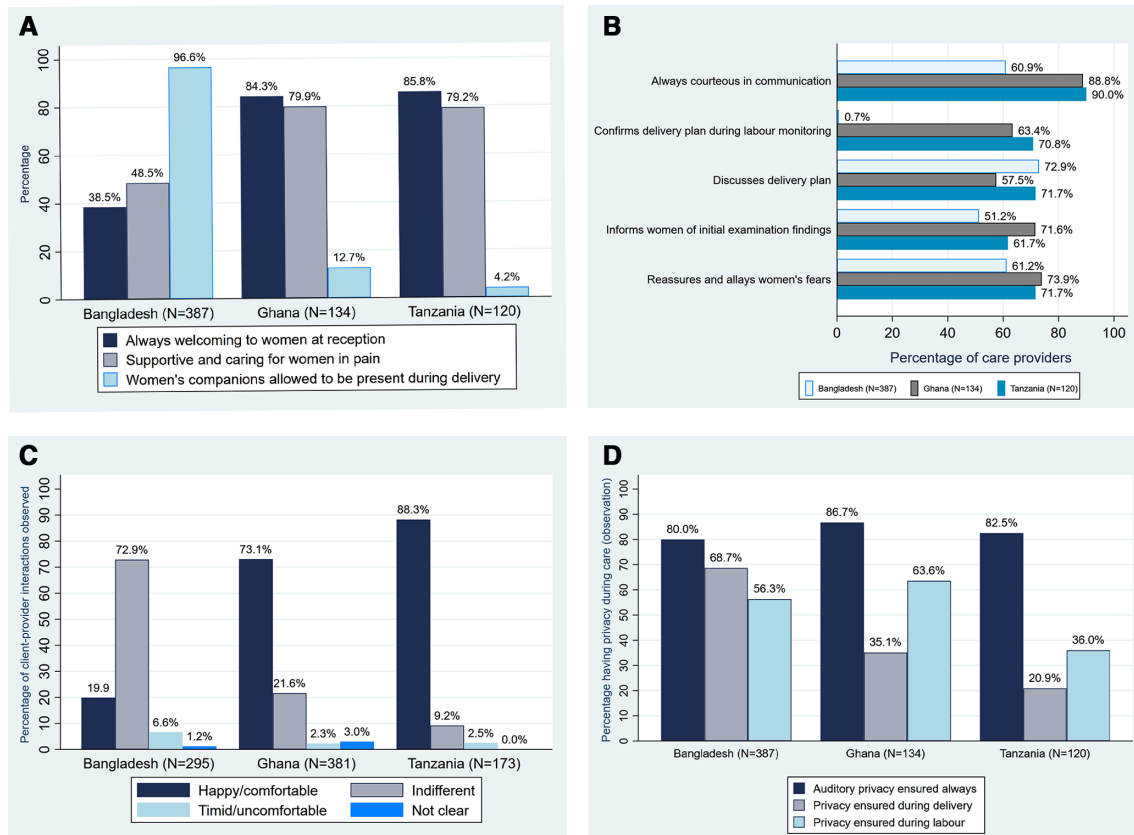 A
Percentage
100
80
60
40
20
0
38.5%
48.5%
96.6%
84.3%
79.9%
12.7%
85.8%
79.2%
4.2%
Bangladesh (N=387)
Ghana (N=134)
Tanzania (N=120)
Always welcoming to women at reception
Supportive and caring for women in pain
Women's companions allowed to be present during delivery
B
Always courteous in communication
60.9%
88.8%
90.0%
Confirms delivery plan during labour monitoring
0.7%
63.4%
70.8%
Discusses delivery plan
72.9%
57.5%
71.7%
Informs women of initial examination findings
51.2%
71.6%
61.7%
Reassures and allays women's fears
61.2%
73.9%
71.7%
0 20 40 60 80 100
Percentage of care providers
Bangladesh (N=387) Ghana (N=134) Tanzania (N=120)
C
Percentage of client-provider interactions observed
100
90
80
70
60
50
40
30
20
10
0
19.9
72.9%
6.6%
1.2%
73.1%
21.6%
2.3%
3.0%
88.3%
9.2%
2.5%
0.0%
Bangladesh (N=295)
Ghana (N=381)
Tanzania (N=173)
Happy/comfortable
Indifferent
Timid/uncomfortable
Not clear
D
Percentage having privacy during care (observation)
100
90
80
70
60
50
40
30
20
10
0
80.0%
68.7%
56.3%
86.7%
35.1%
63.6%
82.5%
20.9%
36.0%
Bangladesh (N=387)
Ghana (N=134)
Tanzania (N=120)
Auditory privacy ensured always
Privacy ensured during delivery
Privacy ensured during labour